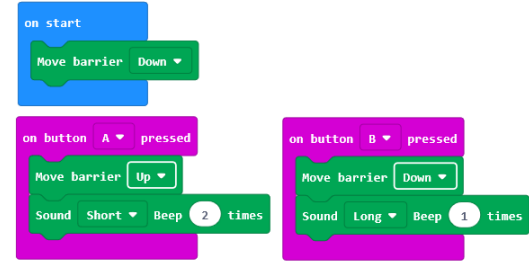 on start
Move barrier Down
on button A pressed
Move barrier Up
Sound Short Beep 2 times
on button B pressed
Move barrier Down
Sound Long Beep 1 times